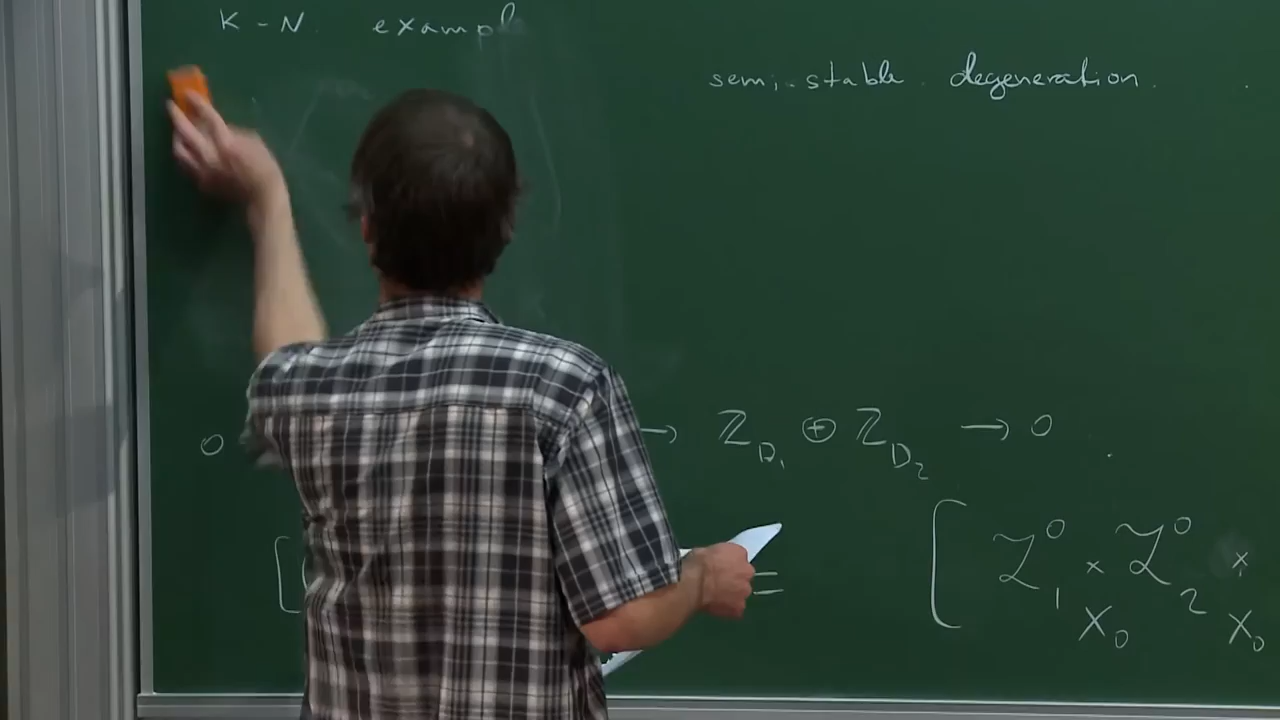 K - N. example
semi-stable degeneration.
0 → ℤ_{D_1} ⊕ ℤ_{D_2} → 0
[ = [ ℒ^0_1 ×_{X_0} ℒ^0_2 ×_{X_0}